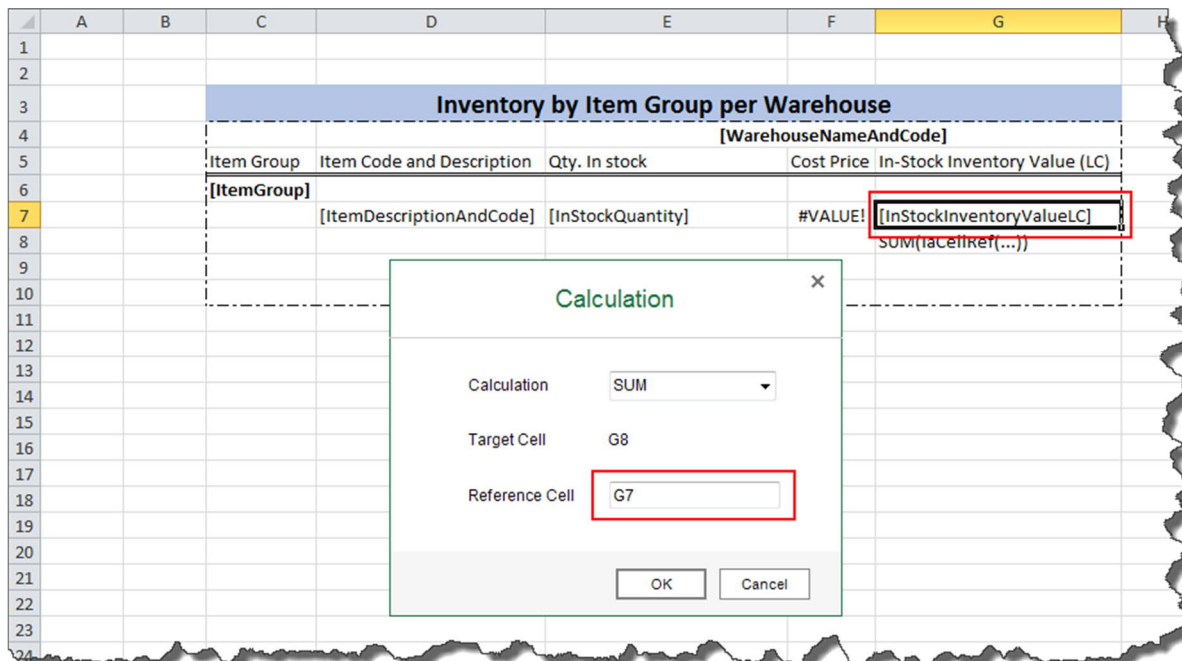 A B C D E F G H
1
2
3 Inventory by Item Group per Warehouse
4 [WarehouseNameAndCode]
5 Item Group Item Code and Description Qty. In stock Cost Price In-Stock Inventory Value (LC)
6 [ItemGroup]
7 [ItemDescriptionAndCode] [InStockQuantity] #VALUE! [InStockInventoryValueLC]
8 SUM(IaCellRef(...))
9
10
Calculation
11
12
13
Calculation SUM
14
15
Target Cell G8
16
17
Reference Cell G7
18
19
20
21
OK Cancel
22
23
24